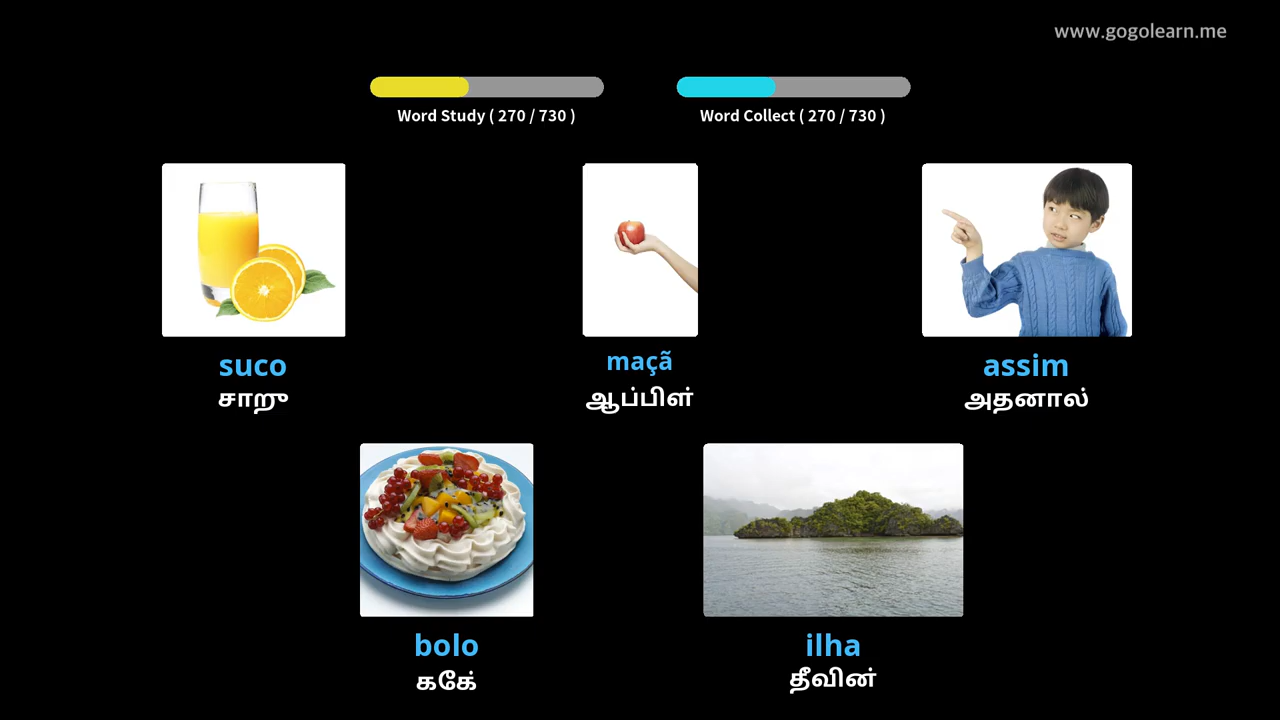 www.gogolearn.me
Word Study ( 270 / 730 )
Word Collect ( 270 / 730 )
suco
சாறு
maçã
ஆப்பிள்
assim
அதனால்
bolo
கேக்
ilha
தீவின்